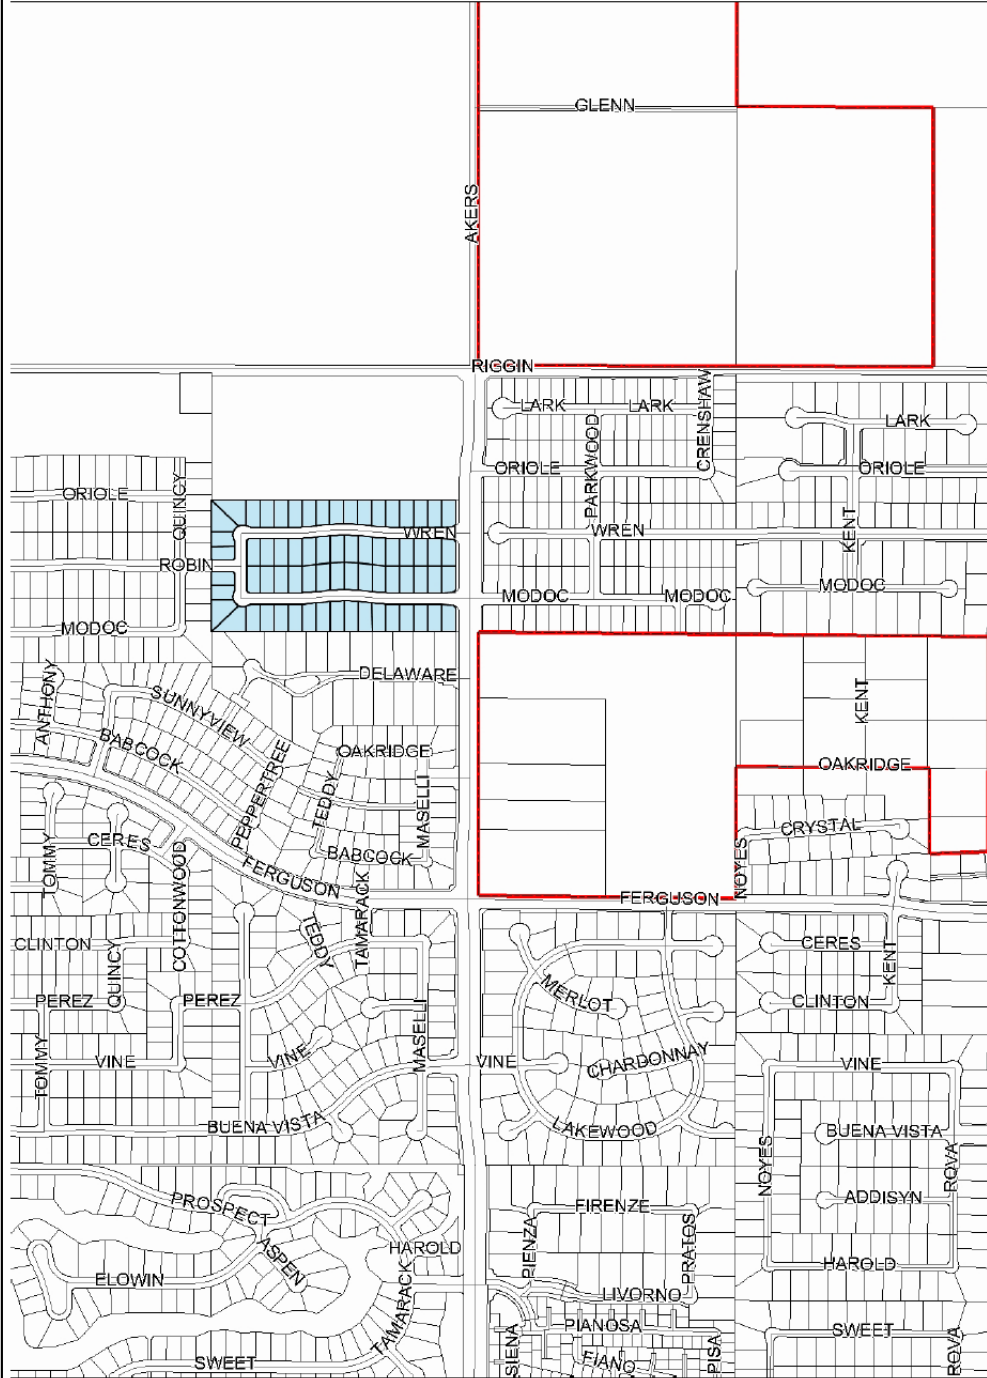 GLENN
AKERS
RIGGIN
LARK
LARK
CRENSHAW
LARK
PARKWOOD
ORIOLE
ORIOLE
ORIOLE
QUINCY
WREN
WREN
KENT
ROBIN
MODOC
MODOC
MODOC
MODOC
DELAWARE
ANTHONY
SUNNYVIEW
KENT
BABCOCK
OAKRIDGE
OAKRIDGE
PEPPERTREE
TEDDY
MASELLI
CRYSTAL
CERES
TOMMY
BABCOCK
NOYES
FERGUSON
FERGUSON
COTTONWOOD
TAMARACK
TEDDY
CLINTON
CERES
KENT
QUINCY
PEREZ
PEREZ
MERLOT
CLINTON
MASELLI
TOMMY
VINE
VINE
VINE
CHARDONNAY
VINE
BUENA VISTA
LAKEWOOD
BUENA VISTA
NOYES
ROVA
PROSPECT
FIRENZE
ADDISYN
ASPEN
HAROLD
PIENZA
PRATOS
HAROLD
ELOWIN
LIVORNO
TAMARACK
PIANOSA
SWEET
SWEET
SIENA
FIANO
PISA
ROVA